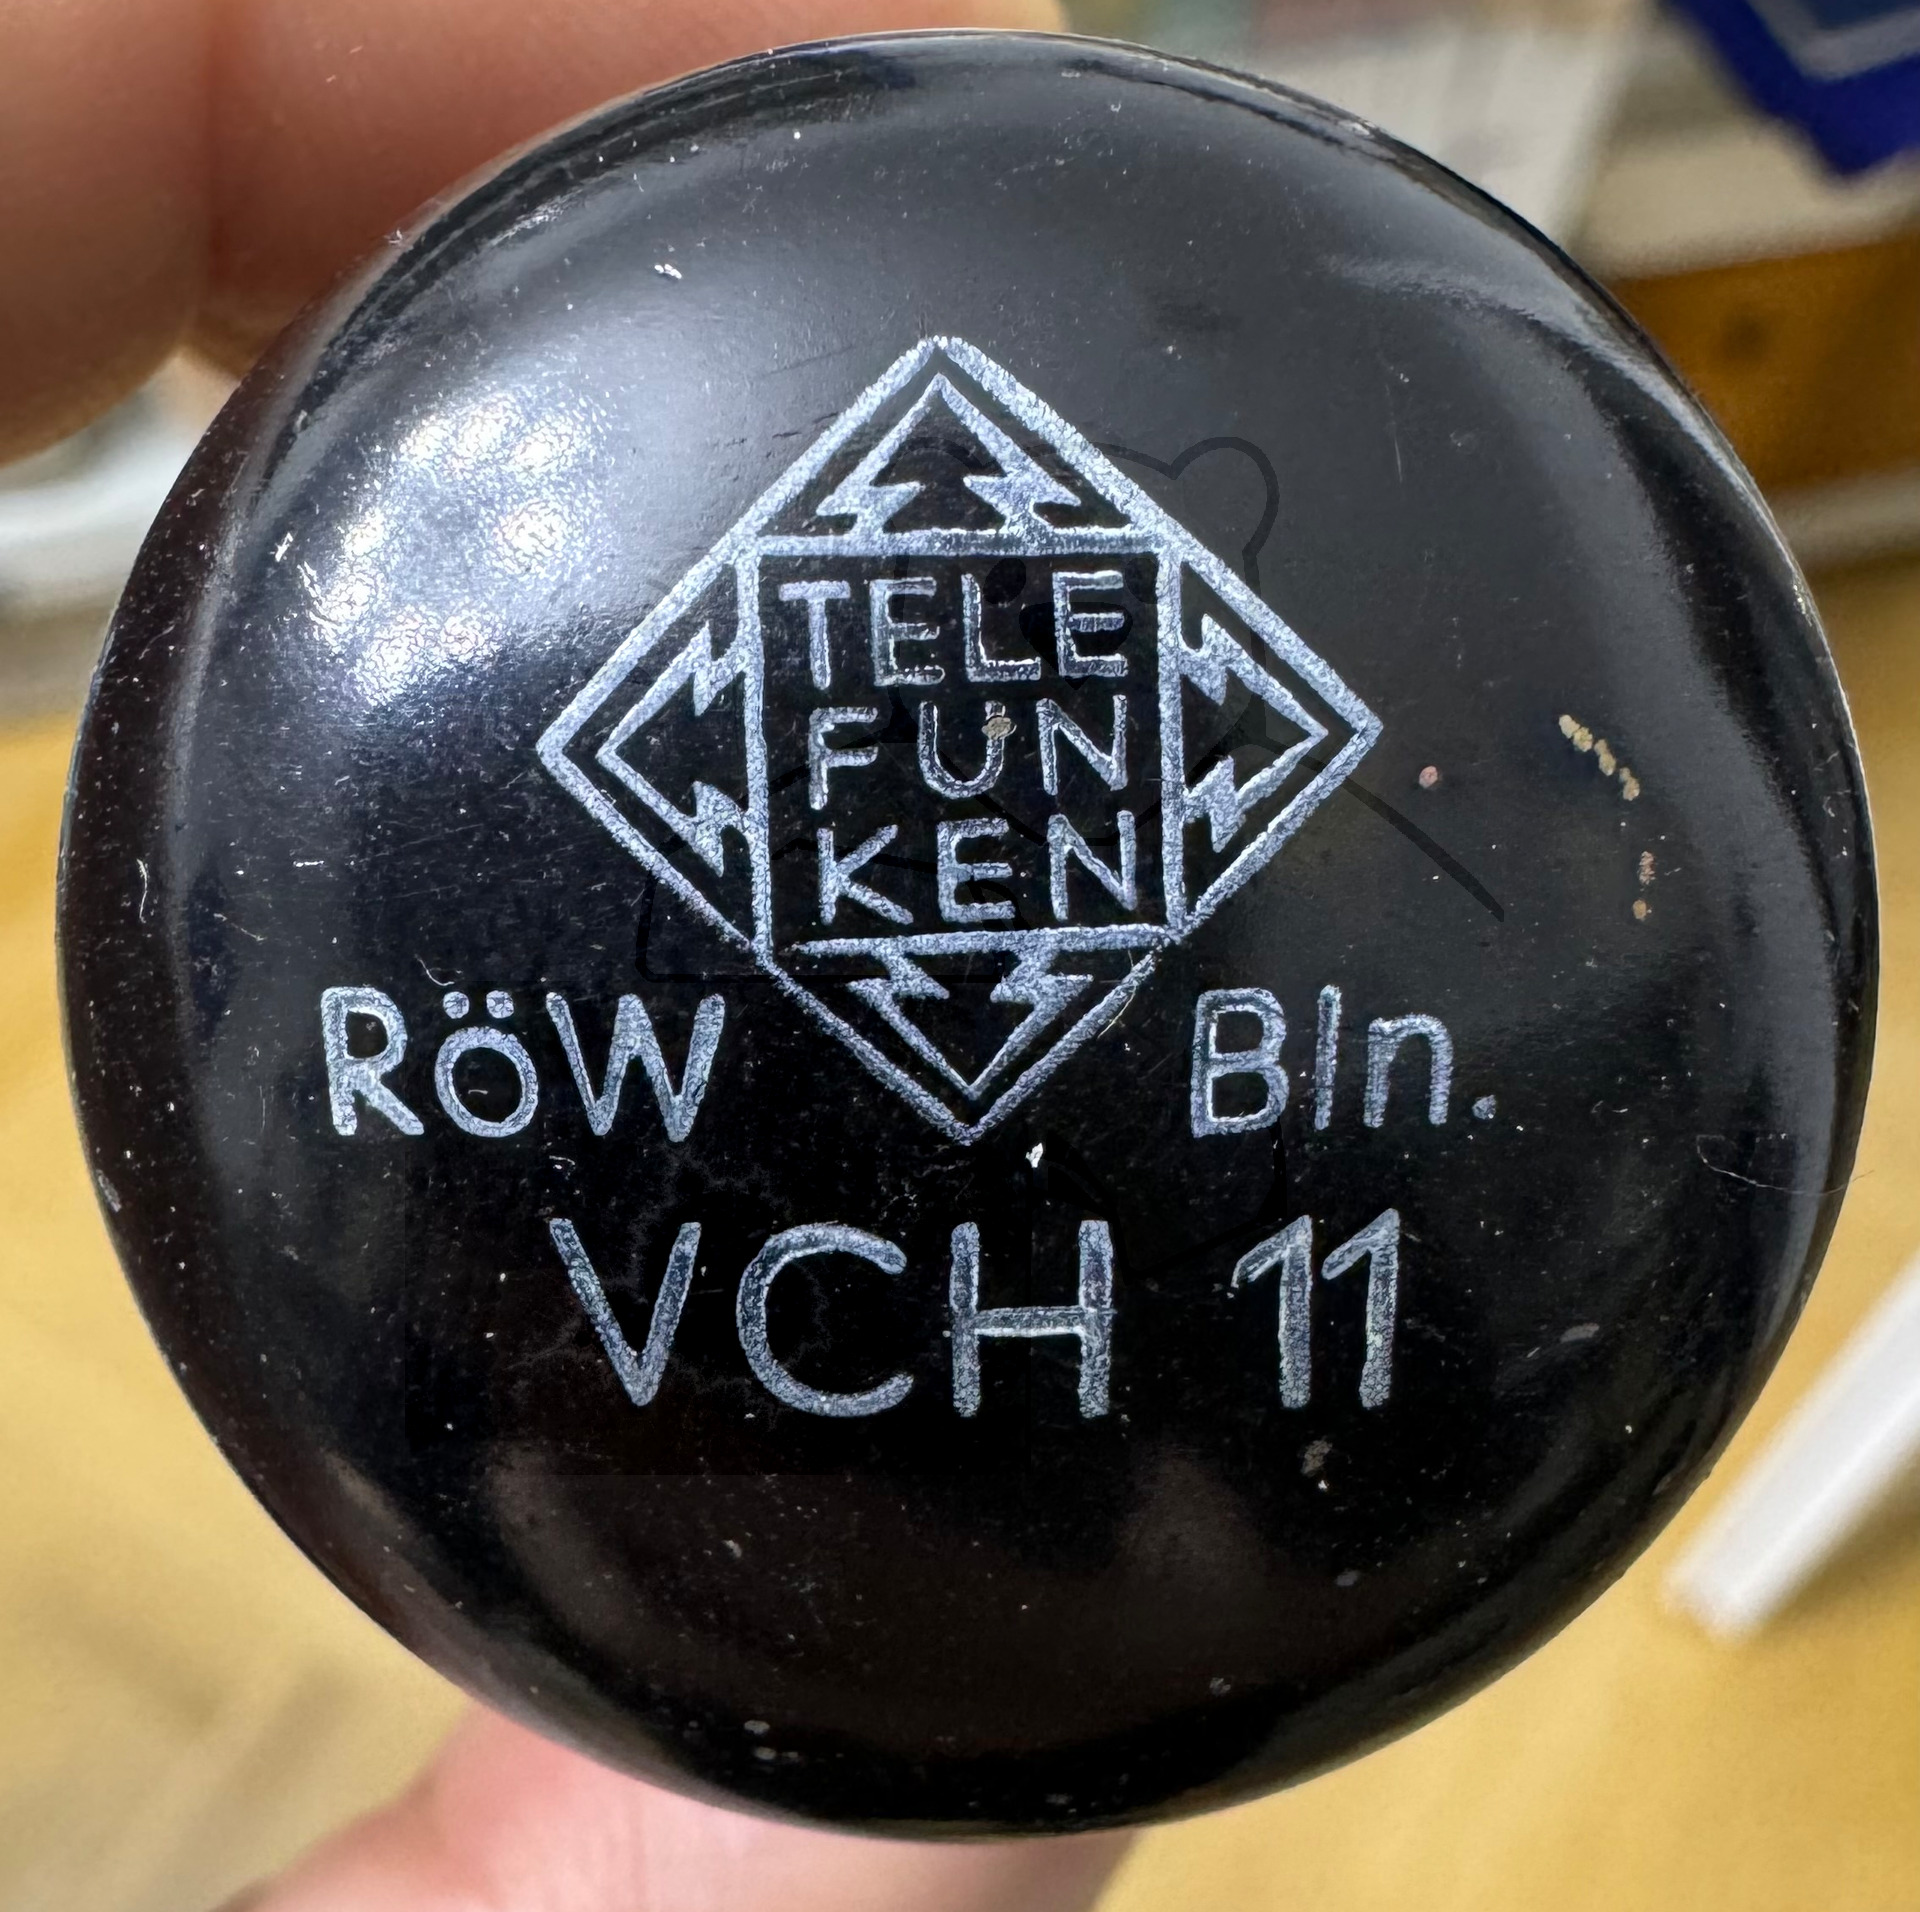 TELE
FUN
KEN
RöW Bln.
VCH 11